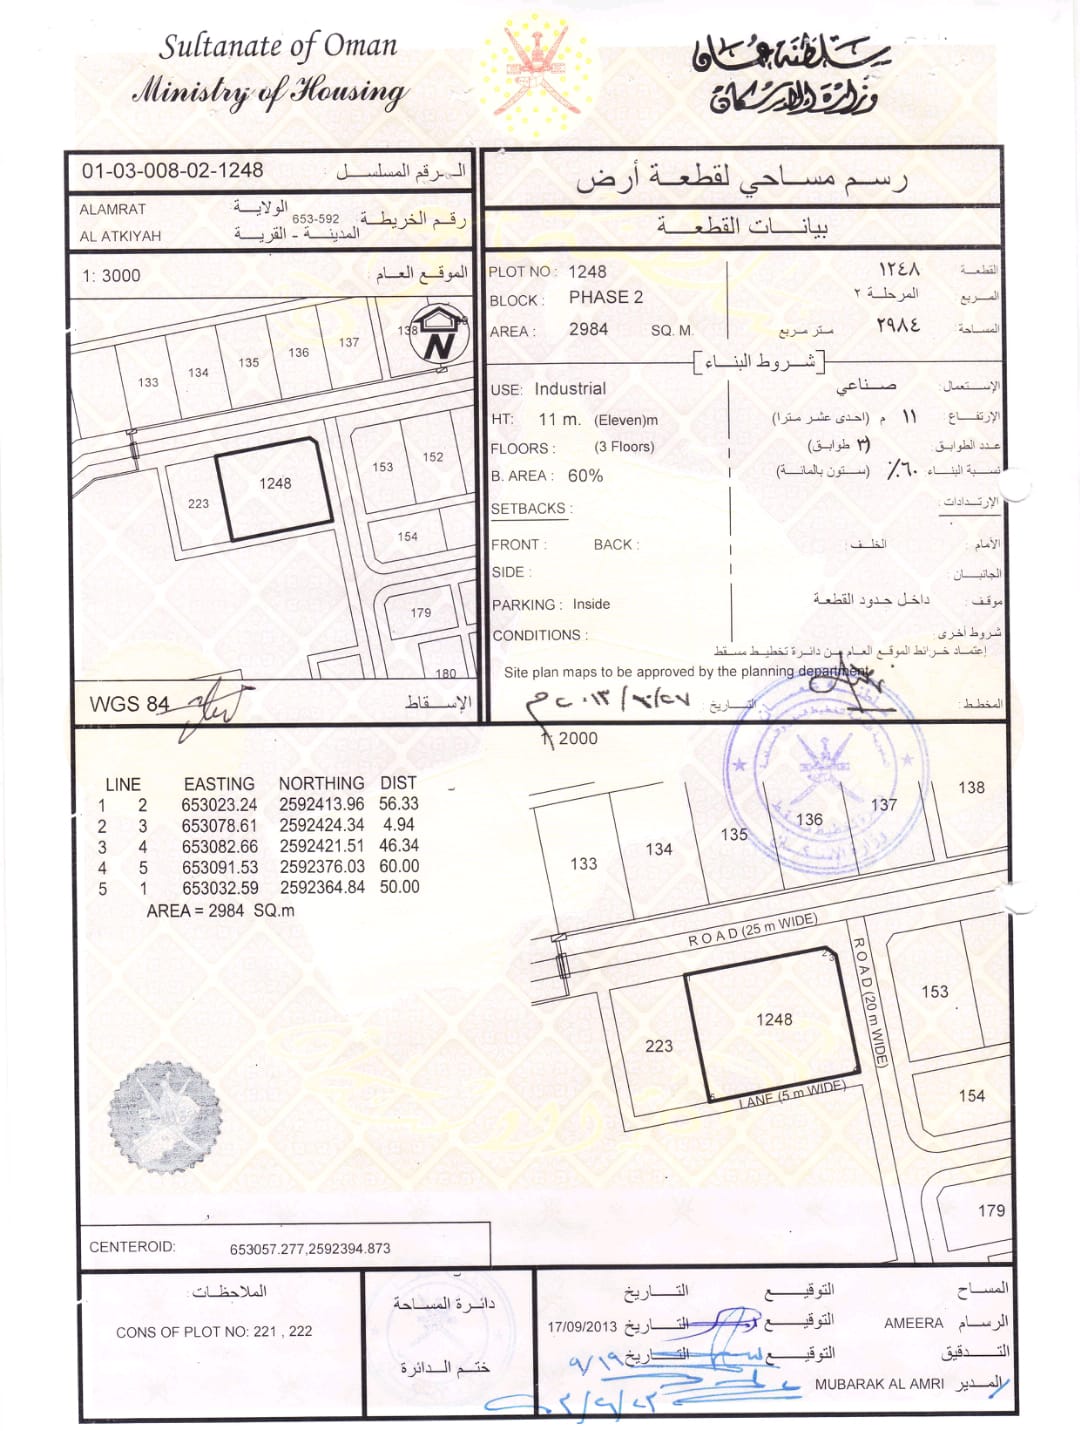 Sultanate of Oman
Ministry of Housing
سلطنة عمان
وزارة الإسكان
01-03-008-02-1248 الرقم المسلسل
ALAMRAT الولاية
AL ATKIYAH المدينة - القرية
653-592 رقم الخريطة
1: 3000 الموقع العام
138
137
136
135
134
133
N
153
152
1248
223
154
179
180
WGS 84 الإسقاط
رسم مساحي لقطعة أرض
بيانات القطعة
PLOT NO : 1248 ١٢٤٨ القطعة
BLOCK : PHASE 2 المرحلة ٢ المربع
AREA : 2984 SQ. M. متر مربع ٢٩٨٤ المساحة
[شروط البناء]
USE: Industrial صناعي الإستعمال:
HT: 11 m. (Eleven)m (احدى عشر مترا) م ١١ الإرتفاع
FLOORS : (3 Floors) (٣ طوابق) عدد الطوابق
B. AREA : 60% (ستون بالمائة) ٦٠٪ نسبة البناء
SETBACKS : الإرتدادات:
FRONT : BACK : الخلف: الأمام:
SIDE : الجانبان:
PARKING : Inside داخل حدود القطعة موقف:
CONDITIONS : شروط أخرى:
إعتماد خرائط الموقع العام من دائرة تخطيط مسقط
Site plan maps to be approved by the planning department
المخطط: التاريخ: ٢٠١٣/٣/٢٧م
1: 2000
LINE EASTING NORTHING DIST
1 2 653023.24 2592413.96 56.33
2 3 653078.61 2592424.34 4.94
3 4 653082.66 2592421.51 46.34
4 5 653091.53 2592376.03 60.00
5 1 653032.59 2592364.84 50.00
AREA = 2984 SQ.m
138
137
136
135
134
133
ROAD (25 m WIDE)
ROAD (20 m WIDE)
153
1248
223
LANE (5 m WIDE)
154
179
CENTEROID: 653057.277,2592394.873
الملاحظات:
CONS OF PLOT NO: 221 , 222
دائرة المساحة
ختم الدائرة
المساح التوقيع التاريخ
الرسام AMEERA التوقيع التاريخ 17/09/2013
التدقيق التوقيع التاريخ ٩/١٩
المدير MUBARAK AL AMRI